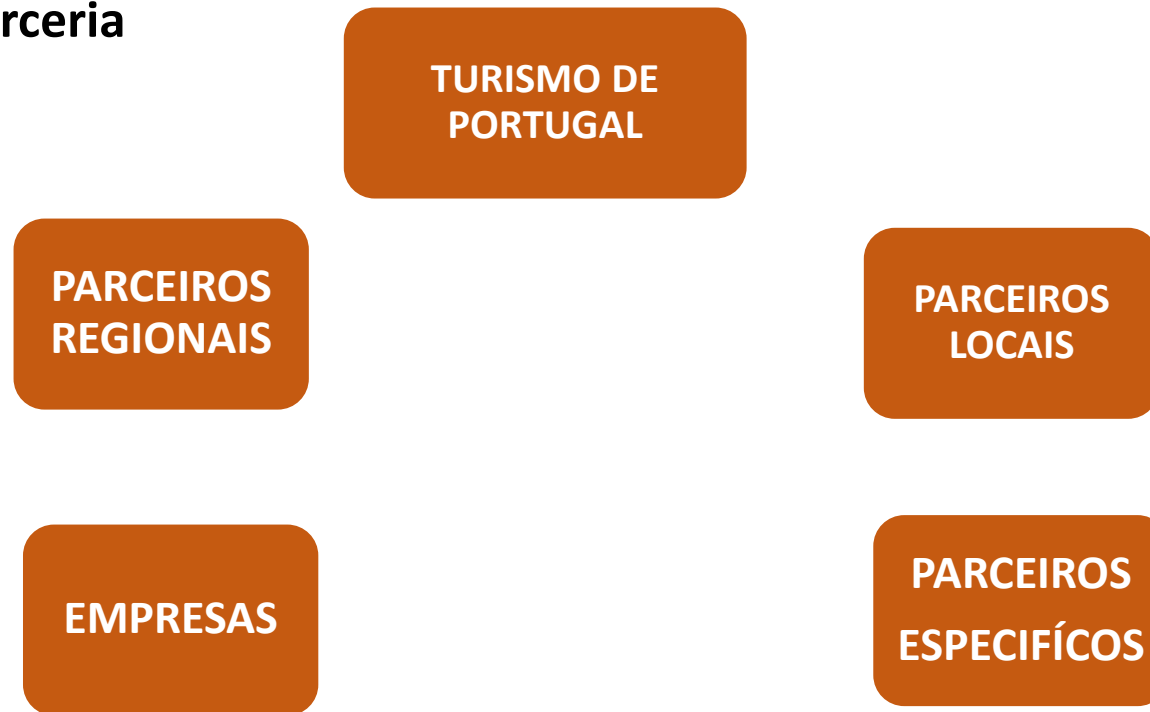 rceria
TURISMO DE
PORTUGAL
PARCEIROS
REGIONAIS
PARCEIROS
LOCAIS
EMPRESAS
PARCEIROS
ESPECIFÍCOS